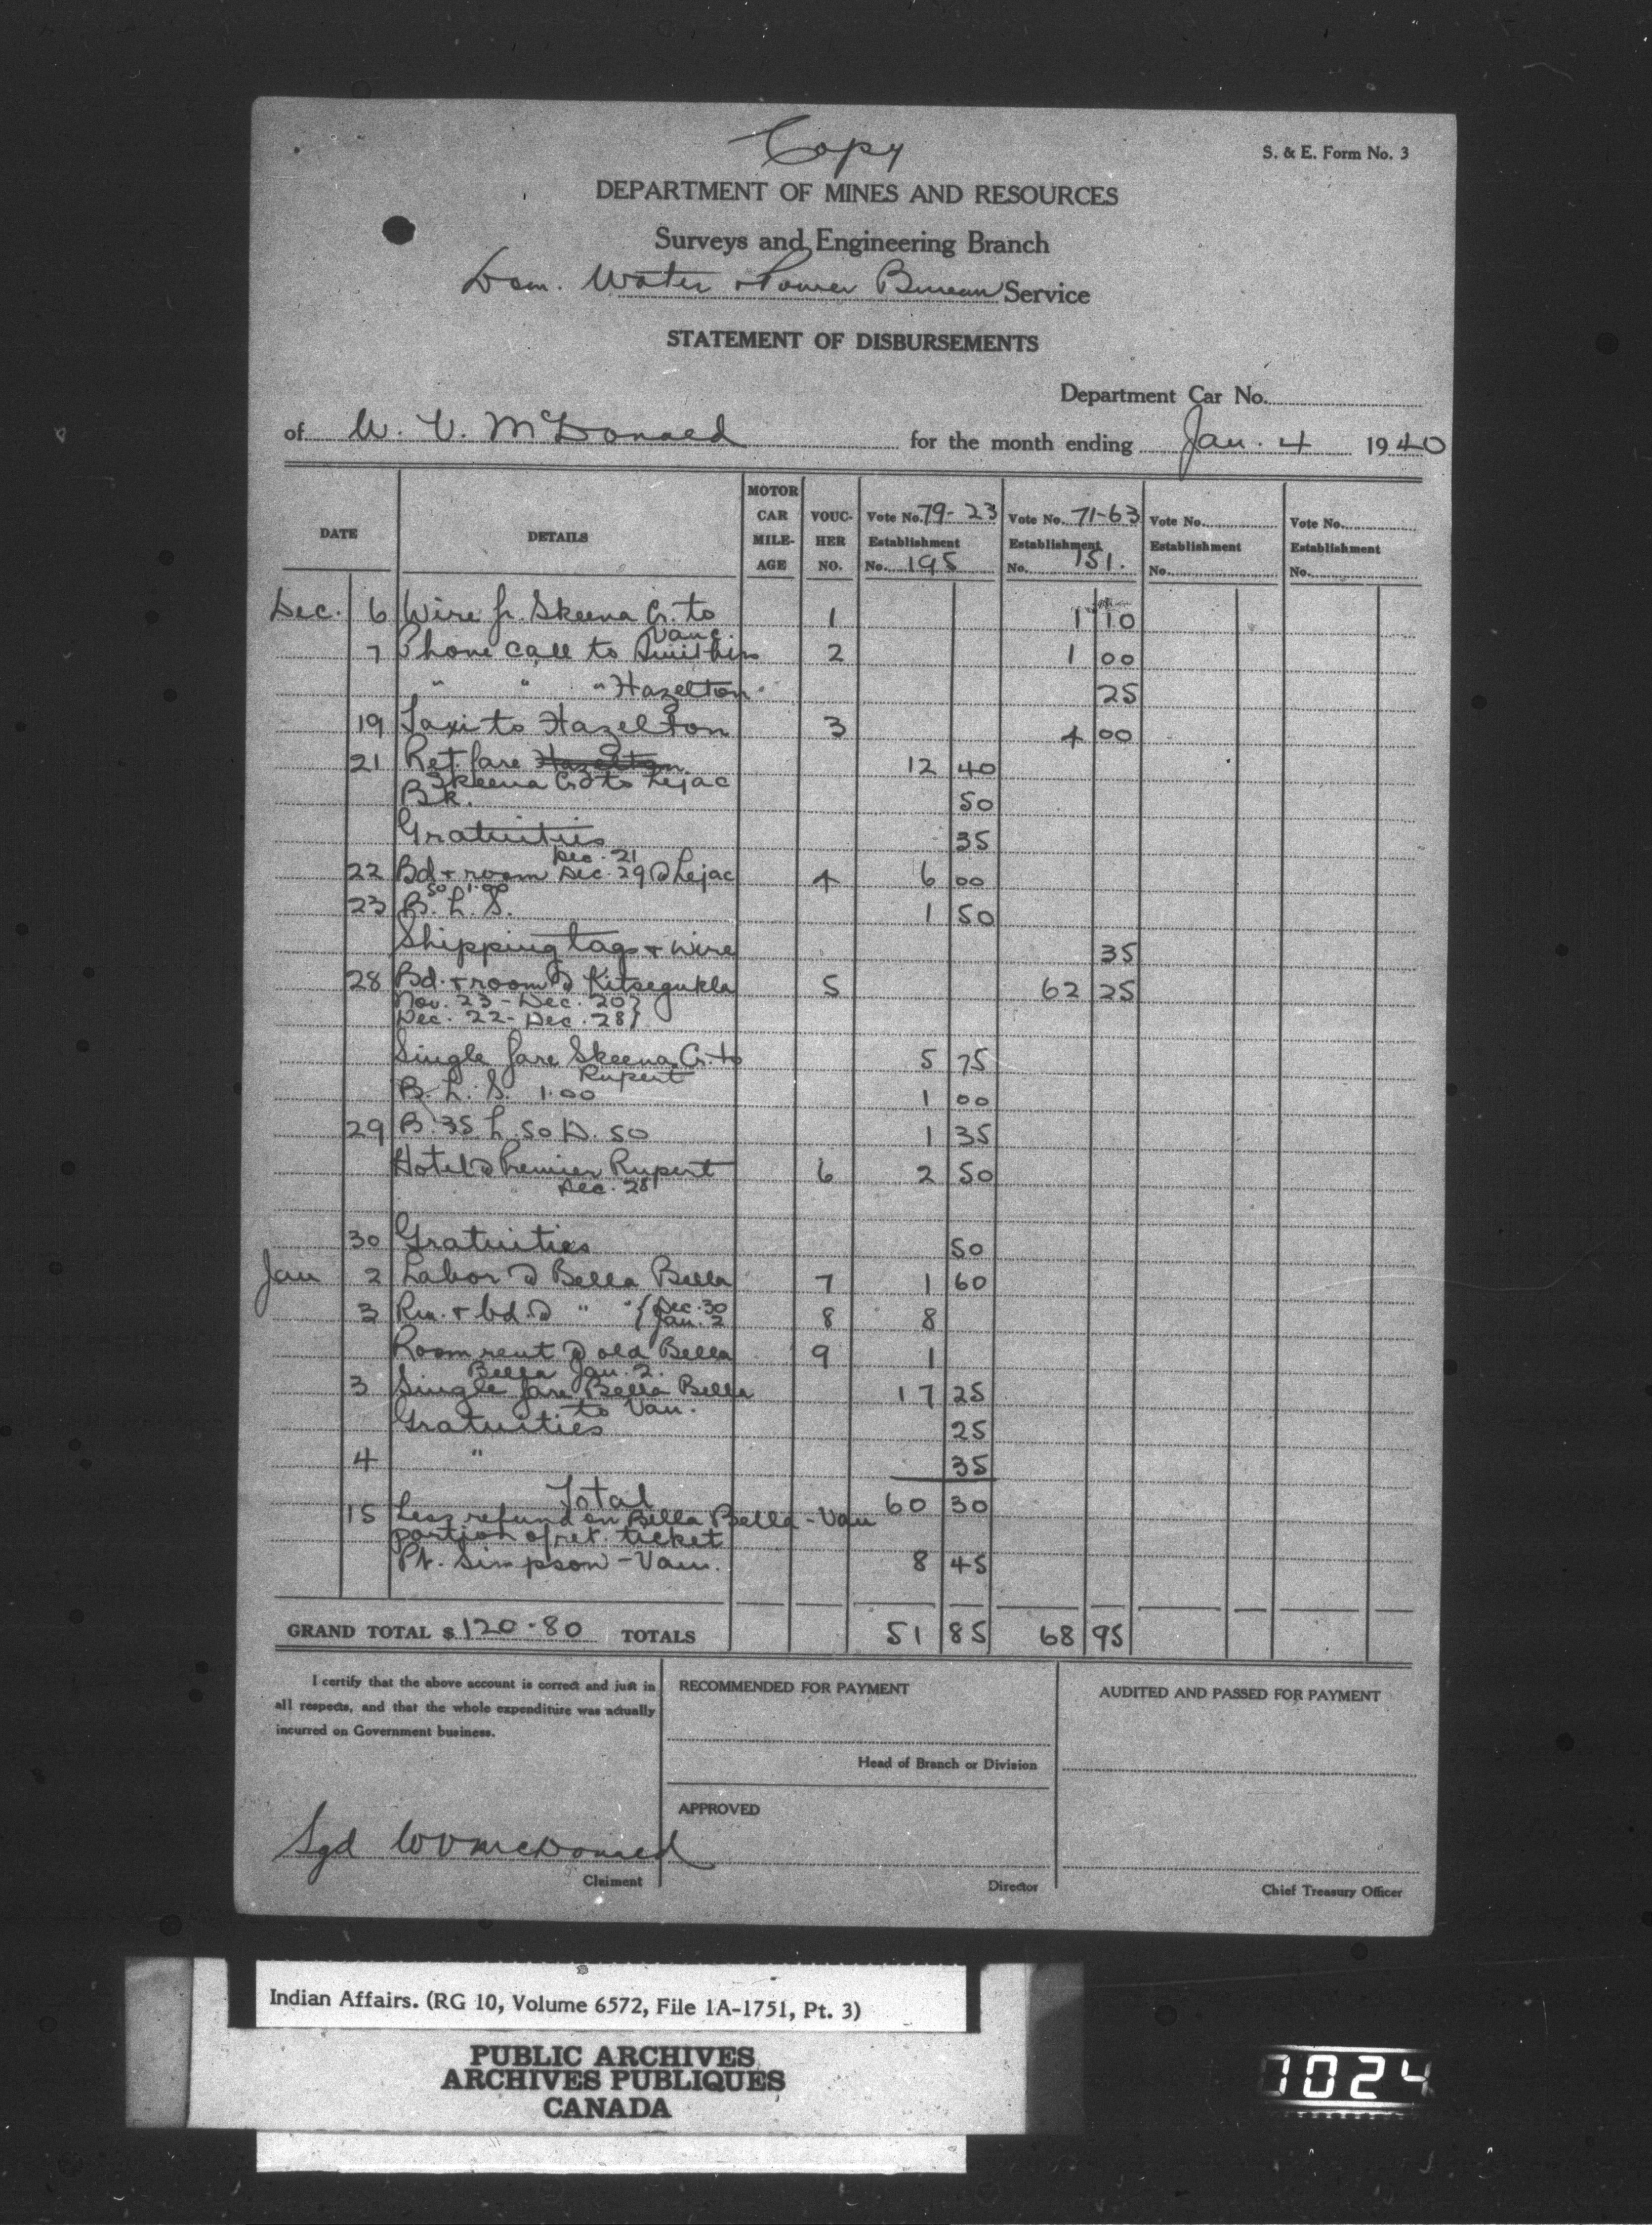 Copy
S. & E. Form No. 3
DEPARTMENT OF MINES AND RESOURCES
Surveys and Engineering Branch
Dom. Water & Power Bureau Service
STATEMENT OF DISBURSEMENTS
Department Car No.
of W. V. McDonald for the month ending Jan. 4 1940
DATE DETAILS MOTOR CAR MILE-AGE VOUC-HER NO. Vote No. 79-23 Establishment No. 195 Vote No. 71-63 Establishment No. 151. Vote No. Establishment No. Vote No. Establishment No.
Dec. 6 Wire fr. Skeena Cr. to 1 1 10
Vanc.
7 Phone call to Smithers 2 1 00
" " " Hazelton 25
19 Taxi to Hazelton 3 4 00
21 Ret fare Hazelton 12 40
Skeena Cr to Lejac
Bk. 50
Gratuities 35
Dec. 21
22 Bd + room Dec. 29 @ Lejac 4 6 00
50 1.00
23 B. L. S. 1 50
Shipping tags + wire 35
28 Bd. + room @ Kitsegukla 5 62 25
Nov. 23 - Dec. 20}
Dec. 22 - Dec. 28}
Single fare Skeena Cr. to 5 75
Rupert
B. L. S. 1.00 1 00
29 B. 35 L. 50 D. 50 1 35
Hotel @ Premier Rupert 6 2 50
Dec. 28
30 Gratuities 50
Jan 2 Labor @ Bella Bella 7 1 60
3 Rm. + bd. @ " " { Dec. 30 Jan. 2 8 8
Room rent @ old Bella 9 1
Bella Jan. 2.
3 Single fare Bella Bella 17 25
to Van.
Gratuities 25
4 " 35
Total 60 30
15 Less refund on Bella Bella - Van
portion of ret. ticket
Pt. Simpson - Van. 8 45
GRAND TOTAL $ 120.80 TOTALS 51 85 68 95
I certify that the above account is correct and just in
all respects, and that the whole expenditure was actually
incurred on Government business.
Sgd W V McDonald
Claimant
RECOMMENDED FOR PAYMENT
Head of Branch or Division
APPROVED
Director
AUDITED AND PASSED FOR PAYMENT
Chief Treasury Officer
Indian Affairs. (RG 10, Volume 6572, File 1A-1751, Pt. 3)
PUBLIC ARCHIVES
ARCHIVES PUBLIQUES
CANADA
1024